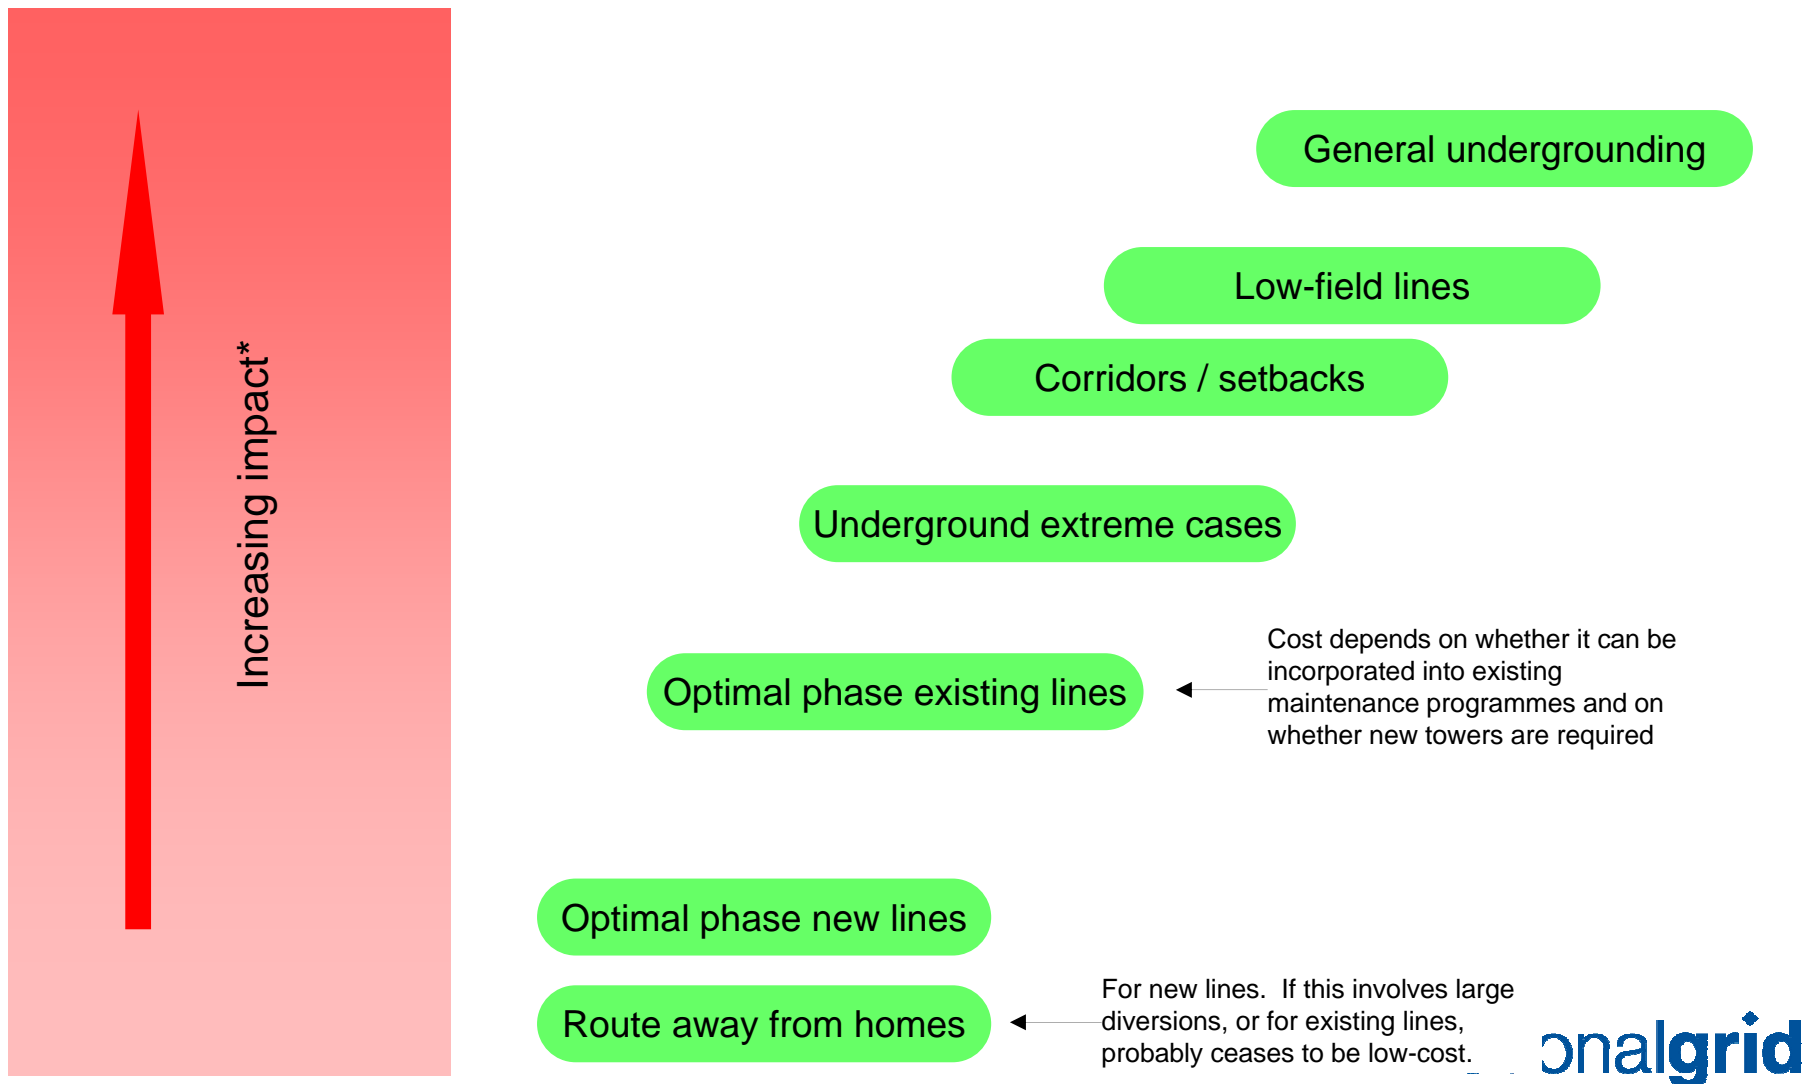 General undergrounding
Low-field lines
Corridors / setbacks
Increasing impact*
Underground extreme cases
Optimal phase existing lines
Cost depends on whether it can be
incorporated into existing
maintenance programmes and on
whether new towers are required
Optimal phase new lines
Route away from homes
For new lines.  If this involves large
diversions, or for existing lines,
probably ceases to be low-cost.
onalgrid